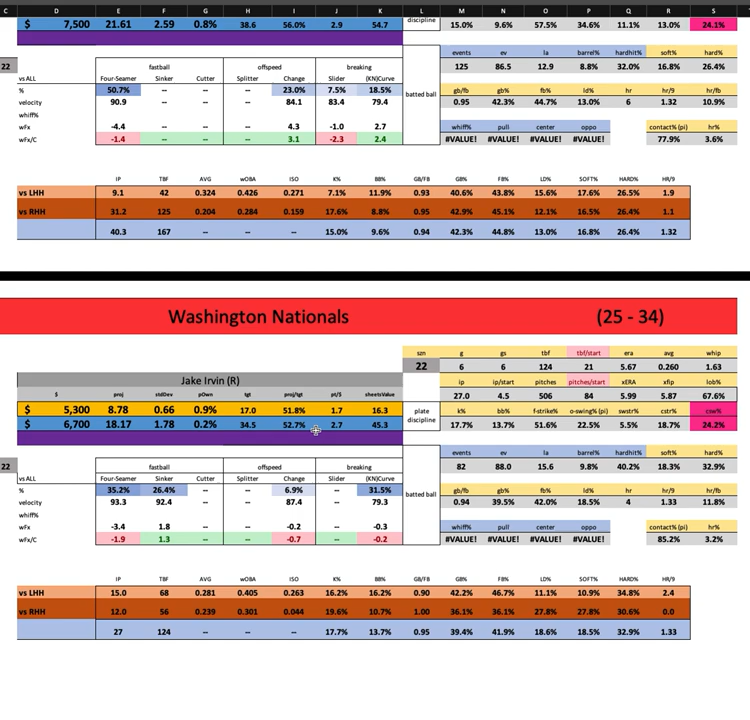 C D E F G H I J K L M N O P Q R S
$ 7,500 21.61 2.59 0.8% 38.6 56.0% 2.9 54.7 discipline 15.0% 9.6% 57.5% 34.6% 11.1% 13.0% 24.1%
events ev la barrel% hardhit% soft% hard%
22 fastball offspeed breaking 125 86.5 12.9 8.8% 32.0% 16.8% 26.4%
vs ALL Four-Seamer Sinker Cutter Splitter Change Slider (KN)Curve
% 50.7% -- -- -- 23.0% 7.5% 18.5% batted ball gb/fb gb% fb% ld% hr hr/9 hr/fb
velocity 90.9 84.1 83.4 79.4 0.95 42.3% 44.7% 13.0% 6 1.32 10.9%
whiff%
wFx -4.4 -- -- -- 4.3 -1.0 2.7 whiff% pull center oppo contact% (pi) hr%
wFx/C -1.4 -- -- -- 3.1 -2.3 2.4 #VALUE! #VALUE! #VALUE! #VALUE! 77.9% 3.6%
IP TBF AVG wOBA ISO K% BB% GB/FB GB% FB% LD% SOFT% HARD% HR/9
vs LHH 9.1 42 0.324 0.426 0.271 7.1% 11.9% 0.93 40.6% 43.8% 15.6% 17.6% 26.5% 1.9
vs RHH 31.2 125 0.204 0.284 0.159 17.6% 8.8% 0.95 42.9% 45.1% 12.1% 16.5% 26.4% 1.1
40.3 167 -- -- -- 15.0% 9.6% 0.94 42.3% 44.8% 13.0% 16.8% 26.4% 1.32
Washington Nationals (25 - 34)
szn g gs tbf tbf/start era avg whip
22 6 6 124 21 5.67 0.260 1.63
Jake Irvin (R) ip ip/start pitches pitches/start xERA xfip lob%
$ proj stdDev pOwn tgt proj/tgt pt/$ sheetsValue 27.0 4.5 506 84 5.99 5.87 67.6%
$ 5,300 8.78 0.66 0.9% 17.0 51.8% 1.7 16.3 plate discipline k% bb% f-strike% o-swing% (pi) swstr% cstr% csw%
$ 6,700 18.17 1.78 0.2% 34.5 52.7% 2.7 45.3 17.7% 13.7% 51.6% 22.5% 5.5% 18.7% 24.2%
events ev la barrel% hardhit% soft% hard%
22 fastball offspeed breaking 82 88.0 15.6 9.8% 40.2% 18.3% 32.9%
vs ALL Four-Seamer Sinker Cutter Splitter Change Slider (KN)Curve
% 35.2% 26.4% -- -- 6.9% -- 31.5% batted ball gb/fb gb% fb% ld% hr hr/9 hr/fb
velocity 93.3 92.4 87.4 79.3 0.94 39.5% 42.0% 18.5% 4 1.33 11.8%
whiff%
wFx -3.4 1.8 -- -- -0.2 -- -0.3 whiff% pull center oppo contact% (pi) hr%
wFx/C -1.9 1.3 -- -- -0.7 -- -0.2 #VALUE! #VALUE! #VALUE! #VALUE! 85.2% 3.2%
IP TBF AVG wOBA ISO K% BB% GB/FB GB% FB% LD% SOFT% HARD% HR/9
vs LHH 15.0 68 0.281 0.405 0.263 16.2% 16.2% 0.90 42.2% 46.7% 11.1% 10.9% 34.8% 2.4
vs RHH 12.0 56 0.239 0.301 0.044 19.6% 10.7% 1.00 36.1% 36.1% 27.8% 27.8% 30.6% 0.0
27 124 -- -- -- 17.7% 13.7% 0.95 39.4% 41.9% 18.6% 18.5% 32.9% 1.33